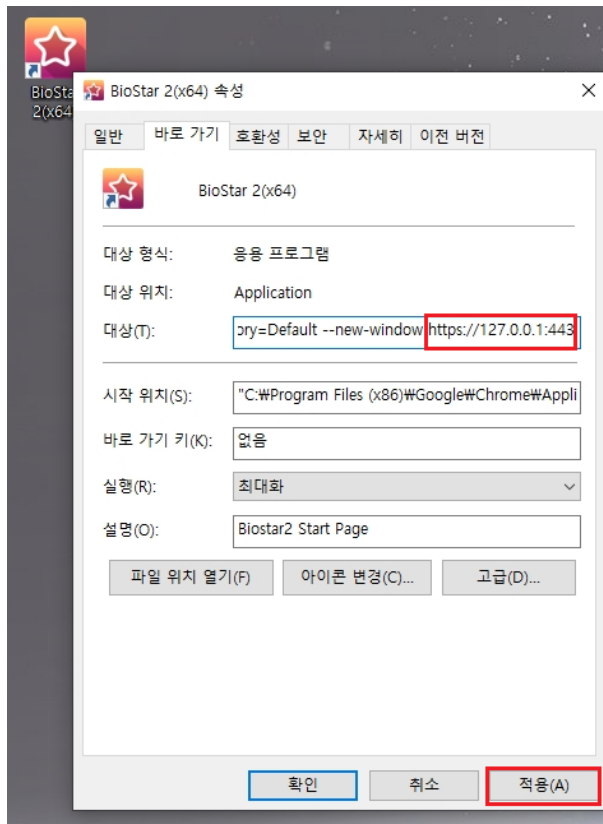 BioSta
2(x64
BioStar 2(x64) 속성
일반 바로 가기 호환성 보안 자세히 이전 버전
BioStar 2(x64)
대상 형식: 응용 프로그램
대상 위치: Application
대상(T): ory=Default --new-window https://127.0.0.1:443
시작 위치(S): "C:₩Program Files (x86)₩Google₩Chrome₩Appli
바로 가기 키(K): 없음
실행(R): 최대화
설명(O): Biostar2 Start Page
파일 위치 열기(F) 아이콘 변경(C)... 고급(D)...
확인 취소 적용(A)